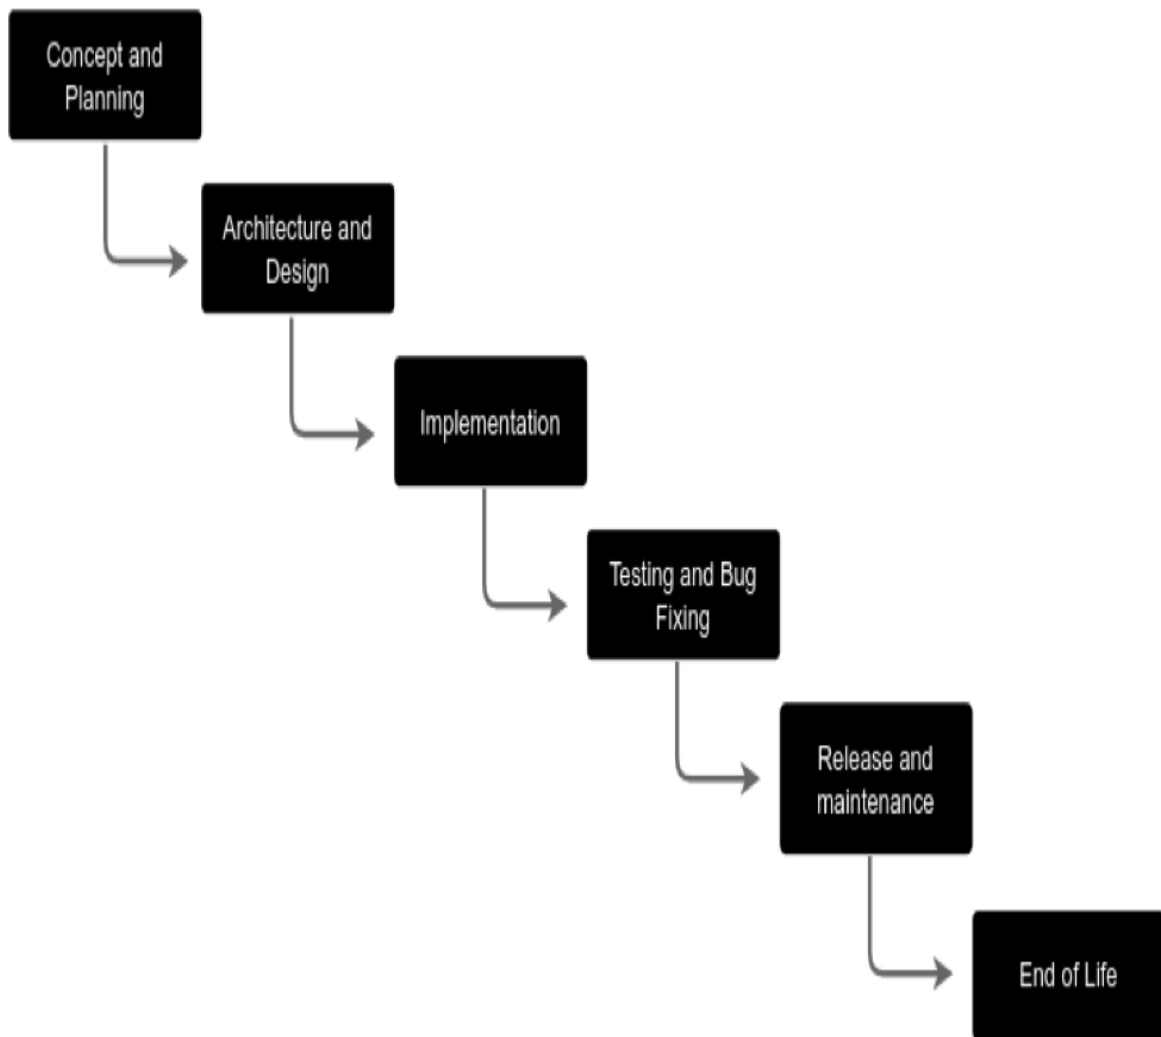 Concept and
Planning
Architecture and
Design
Implementation
Testing and Bug
Fixing
Release and
maintenance
End of Life